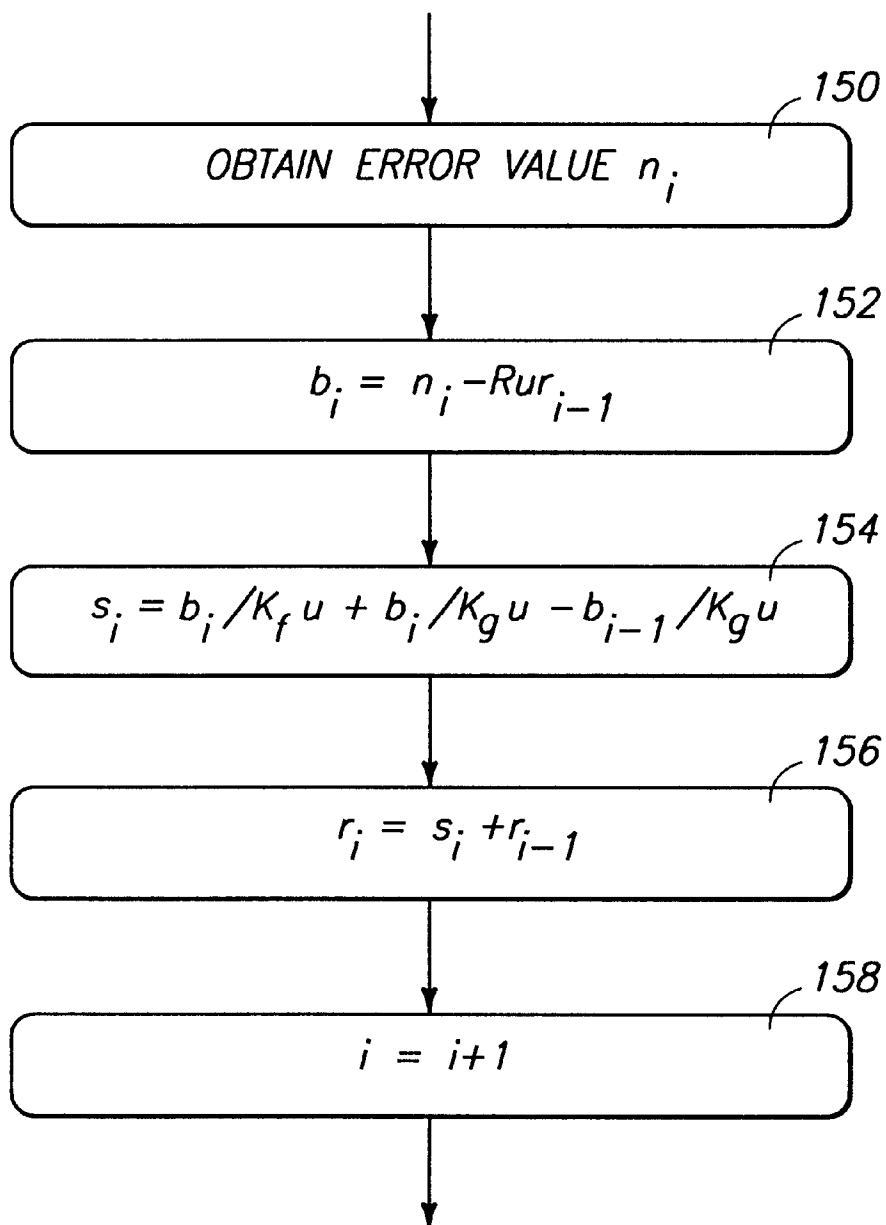 150
OBTAIN ERROR VALUE n_i
152
b_i = n_i -Rur_{i-1}
154
s_i = b_i /K_f u + b_i /K_g u - b_{i-1} /K_g u
156
r_i = s_i +r_{i-1}
158
i = i+1